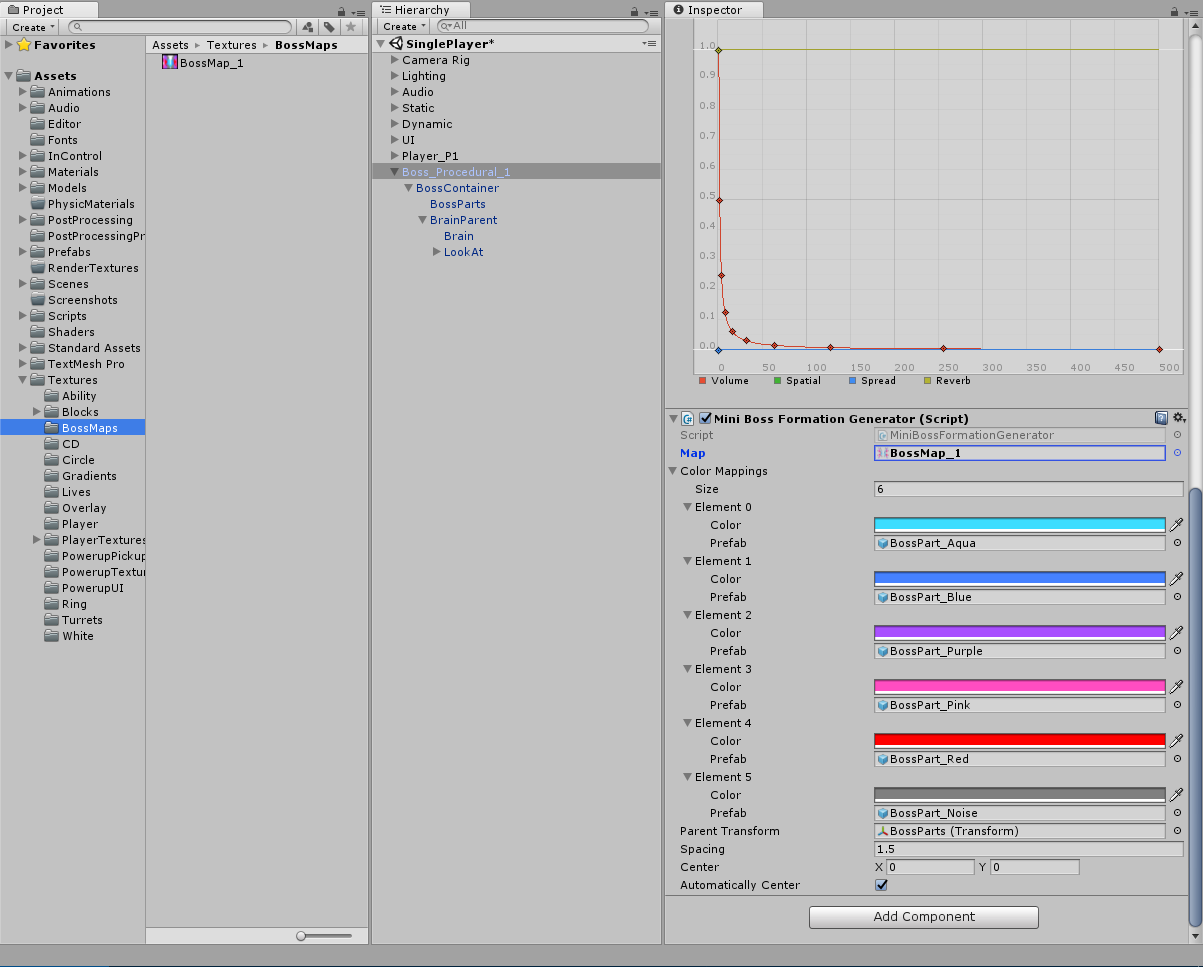 Project
Create
Favorites
Assets
Animations
Audio
Editor
Fonts
InControl
Materials
Models
PhysicMaterials
PostProcessing
PostProcessingPr
Prefabs
RenderTextures
Scenes
Screenshots
Scripts
Shaders
Standard Assets
TextMesh Pro
Textures
Ability
Blocks
BossMaps
CD
Circle
Gradients
Lives
Overlay
Player
PlayerTextures
PowerupPickup
PowerupTextur
PowerupUI
Ring
Turrets
White
Assets ▸ Textures ▸ BossMaps
BossMap_1
Hierarchy
Create
All
SinglePlayer*
Camera Rig
Lighting
Audio
Static
Dynamic
UI
Player_P1
Boss_Procedural_1
BossContainer
BossParts
BrainParent
Brain
LookAt
Inspector
1.0
0.9
0.8
0.7
0.6
0.5
0.4
0.3
0.2
0.1
0.0
0 50 100 150 200 250 300 350 400 450 500
Volume Spatial Spread Reverb
Mini Boss Formation Generator (Script)
Script MiniBossFormationGenerator
Map BossMap_1
Color Mappings
Size 6
Element 0
Color
Prefab BossPart_Aqua
Element 1
Color
Prefab BossPart_Blue
Element 2
Color
Prefab BossPart_Purple
Element 3
Color
Prefab BossPart_Pink
Element 4
Color
Prefab BossPart_Red
Element 5
Color
Prefab BossPart_Noise
Parent Transform BossParts (Transform)
Spacing 1.5
Center X 0 Y 0
Automatically Center
Add Component